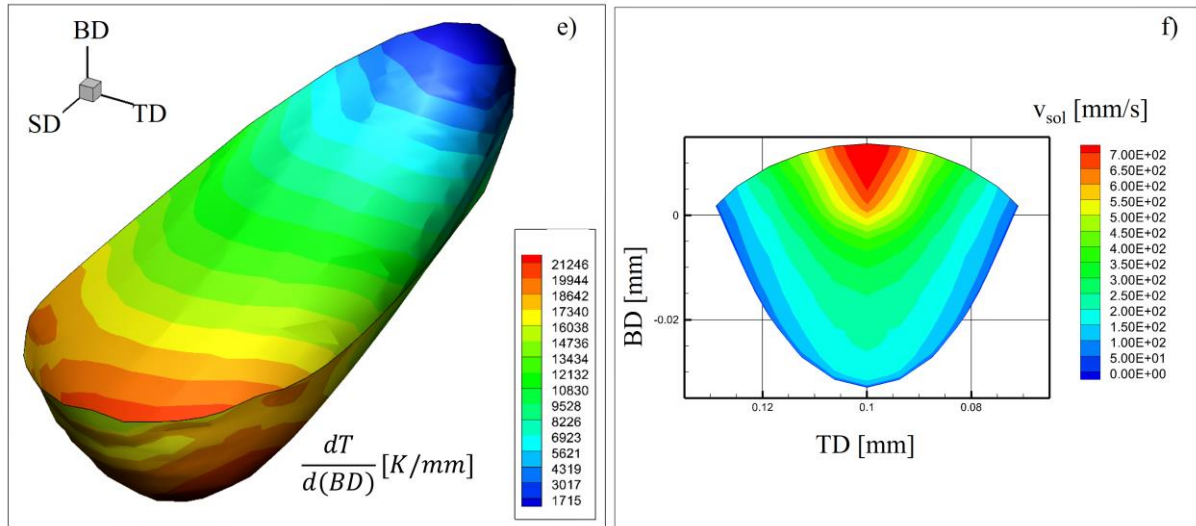 e)
BD
SD
TD
21246
19944
18642
17340
16038
14736
13434
12132
10830
9528
8226
6923
5621
4319
3017
1715
dT
d(BD) [K/mm]
f)
v_sol [mm/s]
7.00E+02
6.50E+02
6.00E+02
5.50E+02
5.00E+02
4.50E+02
4.00E+02
3.50E+02
3.00E+02
2.50E+02
2.00E+02
1.50E+02
1.00E+02
5.00E+01
0.00E+00
BD [mm]
0
-0.02
0.12
0.1
0.08
TD [mm]